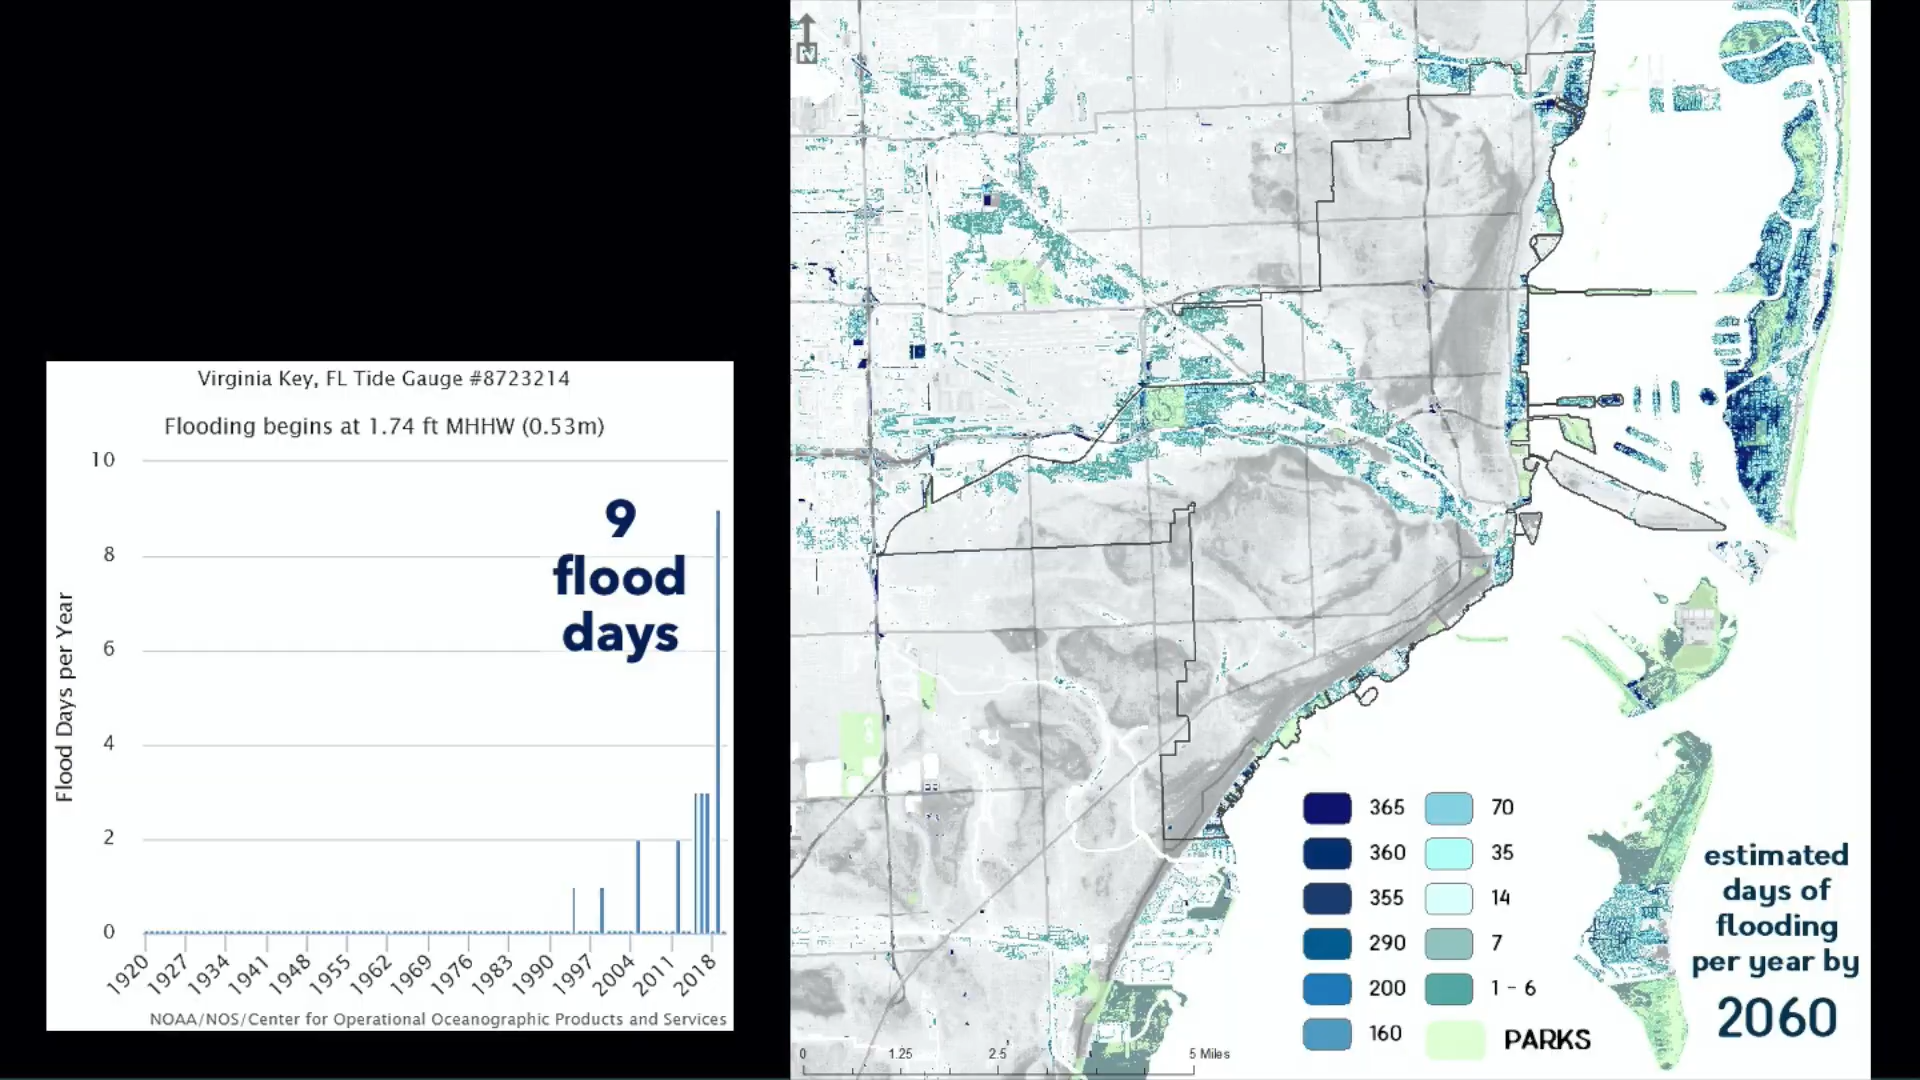 Virginia Key, FL Tide Gauge #8723214
Flooding begins at 1.74 ft MHHW (0.53m)
10
8
6
4
2
0
Flood Days per Year
9
flood
days
1920 1927 1934 1941 1948 1955 1962 1969 1976 1983 1990 1997 2004 2011 2018
NOAA/NOS/Center for Operational Oceanographic Products and Services
N
365 70
360 35
355 14
290 7
200 1 - 6
160
PARKS
estimated
days of
flooding
per year by
2060
0 1.25 2.5 5 Miles